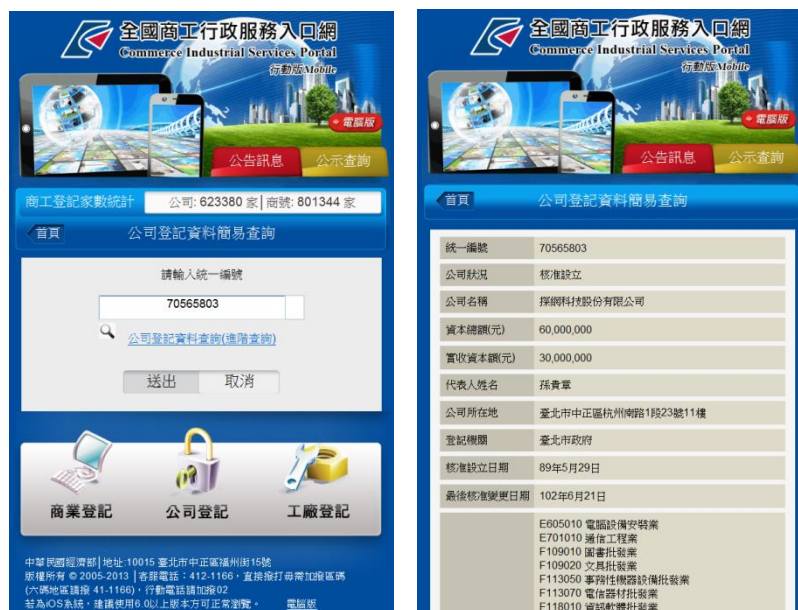 全國商工行政服務入口網
Commerce Industrial Services Portal
行動版Mobile
電腦版
公告訊息
公示查詢
商工登記家數統計
公司: 623380 家│商號: 801344 家
首頁
公司登記資料簡易查詢
請輸入統一編號
70565803
公司登記資料查詢(進階查詢)
送出
取消
商業登記
公司登記
工廠登記
中華民國經濟部│地址:10015 臺北市中正區福州街15號
版權所有 © 2005-2013 │客服電話：412-1166，直接撥打毋需加撥區碼
(六碼地區請撥 41-1166)，行動電話請加撥02
若為iOS系統，建議使用6.0以上版本方可正常瀏覽。 電腦版
全國商工行政服務入口網
Commerce Industrial Services Portal
行動版Mobile
電腦版
公告訊息
公示查詢
首頁
公司登記資料簡易查詢
統一編號 70565803
公司狀況 核准設立
公司名稱 探網科技股份有限公司
資本總額(元) 60,000,000
實收資本額(元) 30,000,000
代表人姓名 孫貴章
公司所在地 臺北市中正區杭州南路1段23號11樓
登記機關 臺北市政府
核准設立日期 89年5月29日
最後核准變更日期 102年6月21日
E605010 電腦設備安裝業
E701010 通信工程業
F109010 圖書批發業
F109020 文具批發業
F113050 事務性機器設備批發業
F113070 電信器材批發業
F118010 資訊軟體批發業